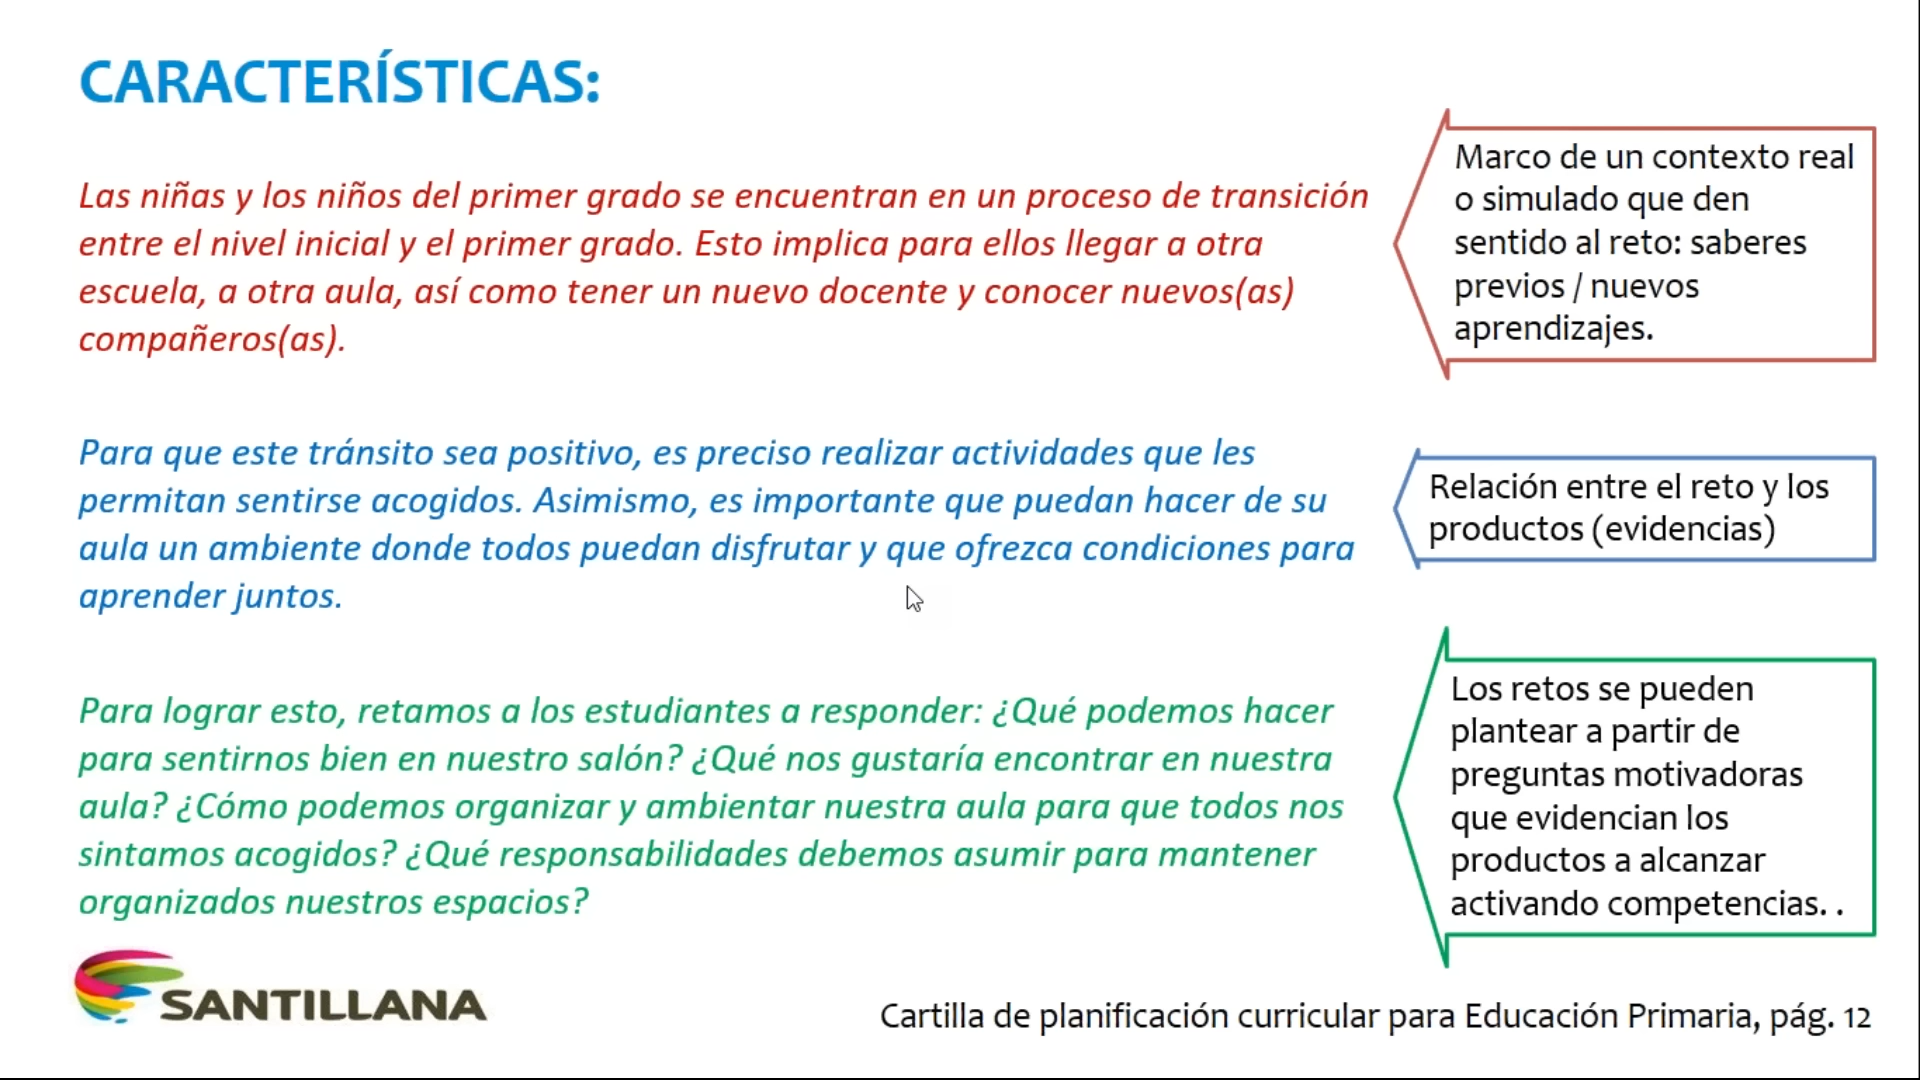 CARACTERÍSTICAS:
Las niñas y los niños del primer grado se encuentran en un proceso de transición
entre el nivel inicial y el primer grado. Esto implica para ellos llegar a otra
escuela, a otra aula, así como tener un nuevo docente y conocer nuevos(as)
compañeros(as).
Marco de un contexto real
o simulado que den
sentido al reto: saberes
previos / nuevos
aprendizajes.
Para que este tránsito sea positivo, es preciso realizar actividades que les
permitan sentirse acogidos. Asimismo, es importante que puedan hacer de su
aula un ambiente donde todos puedan disfrutar y que ofrezca condiciones para
aprender juntos.
Relación entre el reto y los
productos (evidencias)
Para lograr esto, retamos a los estudiantes a responder: ¿Qué podemos hacer
para sentirnos bien en nuestro salón? ¿Qué nos gustaría encontrar en nuestra
aula? ¿Cómo podemos organizar y ambientar nuestra aula para que todos nos
sintamos acogidos? ¿Qué responsabilidades debemos asumir para mantener
organizados nuestros espacios?
Los retos se pueden
plantear a partir de
preguntas motivadoras
que evidencian los
productos a alcanzar
activando competencias. .
SANTILLANA
Cartilla de planificación curricular para Educación Primaria, pág. 12